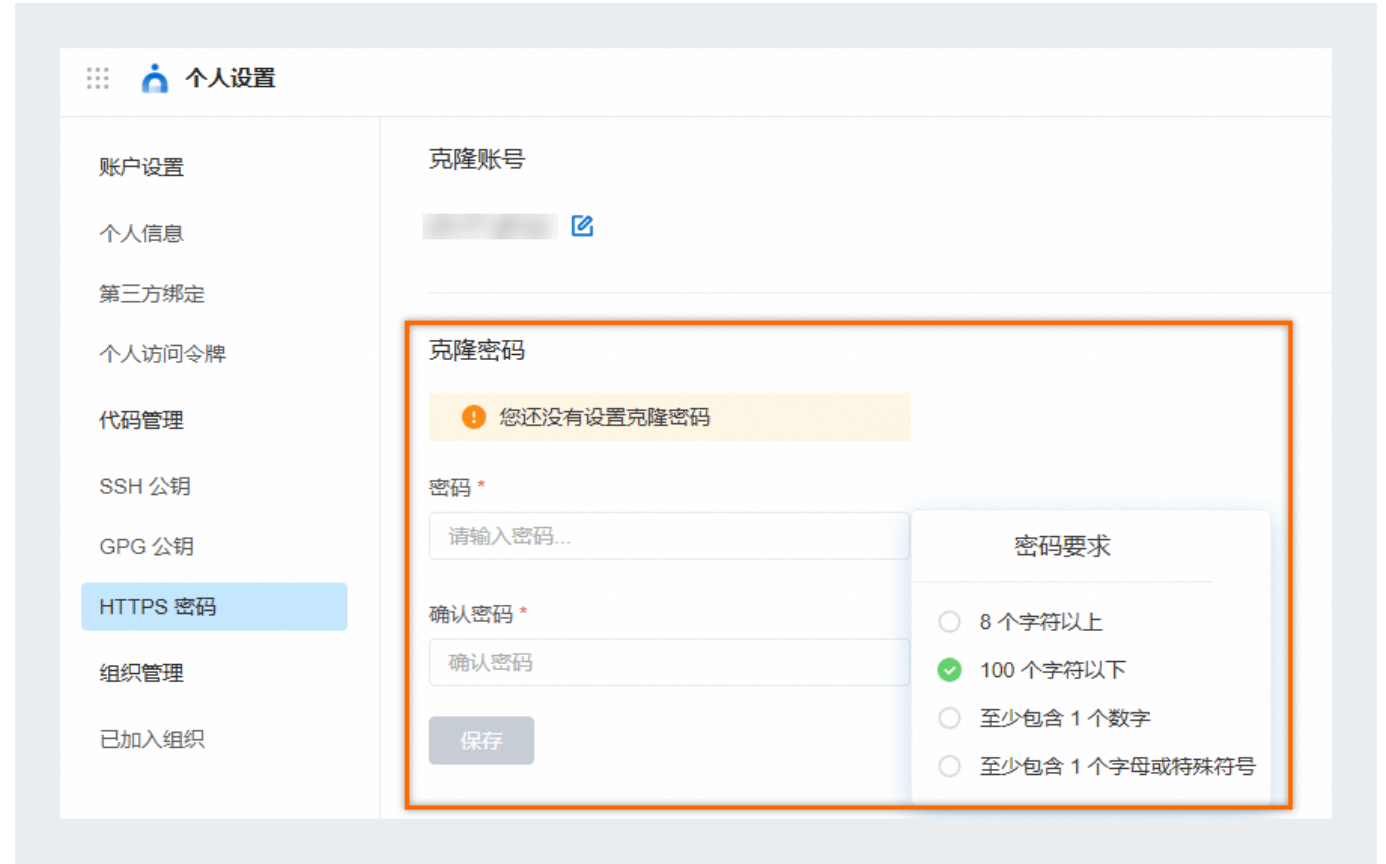 个人设置
账户设置
个人信息
第三方绑定
个人访问令牌
代码管理
SSH 公钥
GPG 公钥
HTTPS 密码
组织管理
已加入组织
克隆账号
克隆密码
您还没有设置克隆密码
密码 *
请输入密码...
确认密码 *
确认密码
保存
密码要求
8 个字符以上
100 个字符以下
至少包含 1 个数字
至少包含 1 个字母或特殊符号